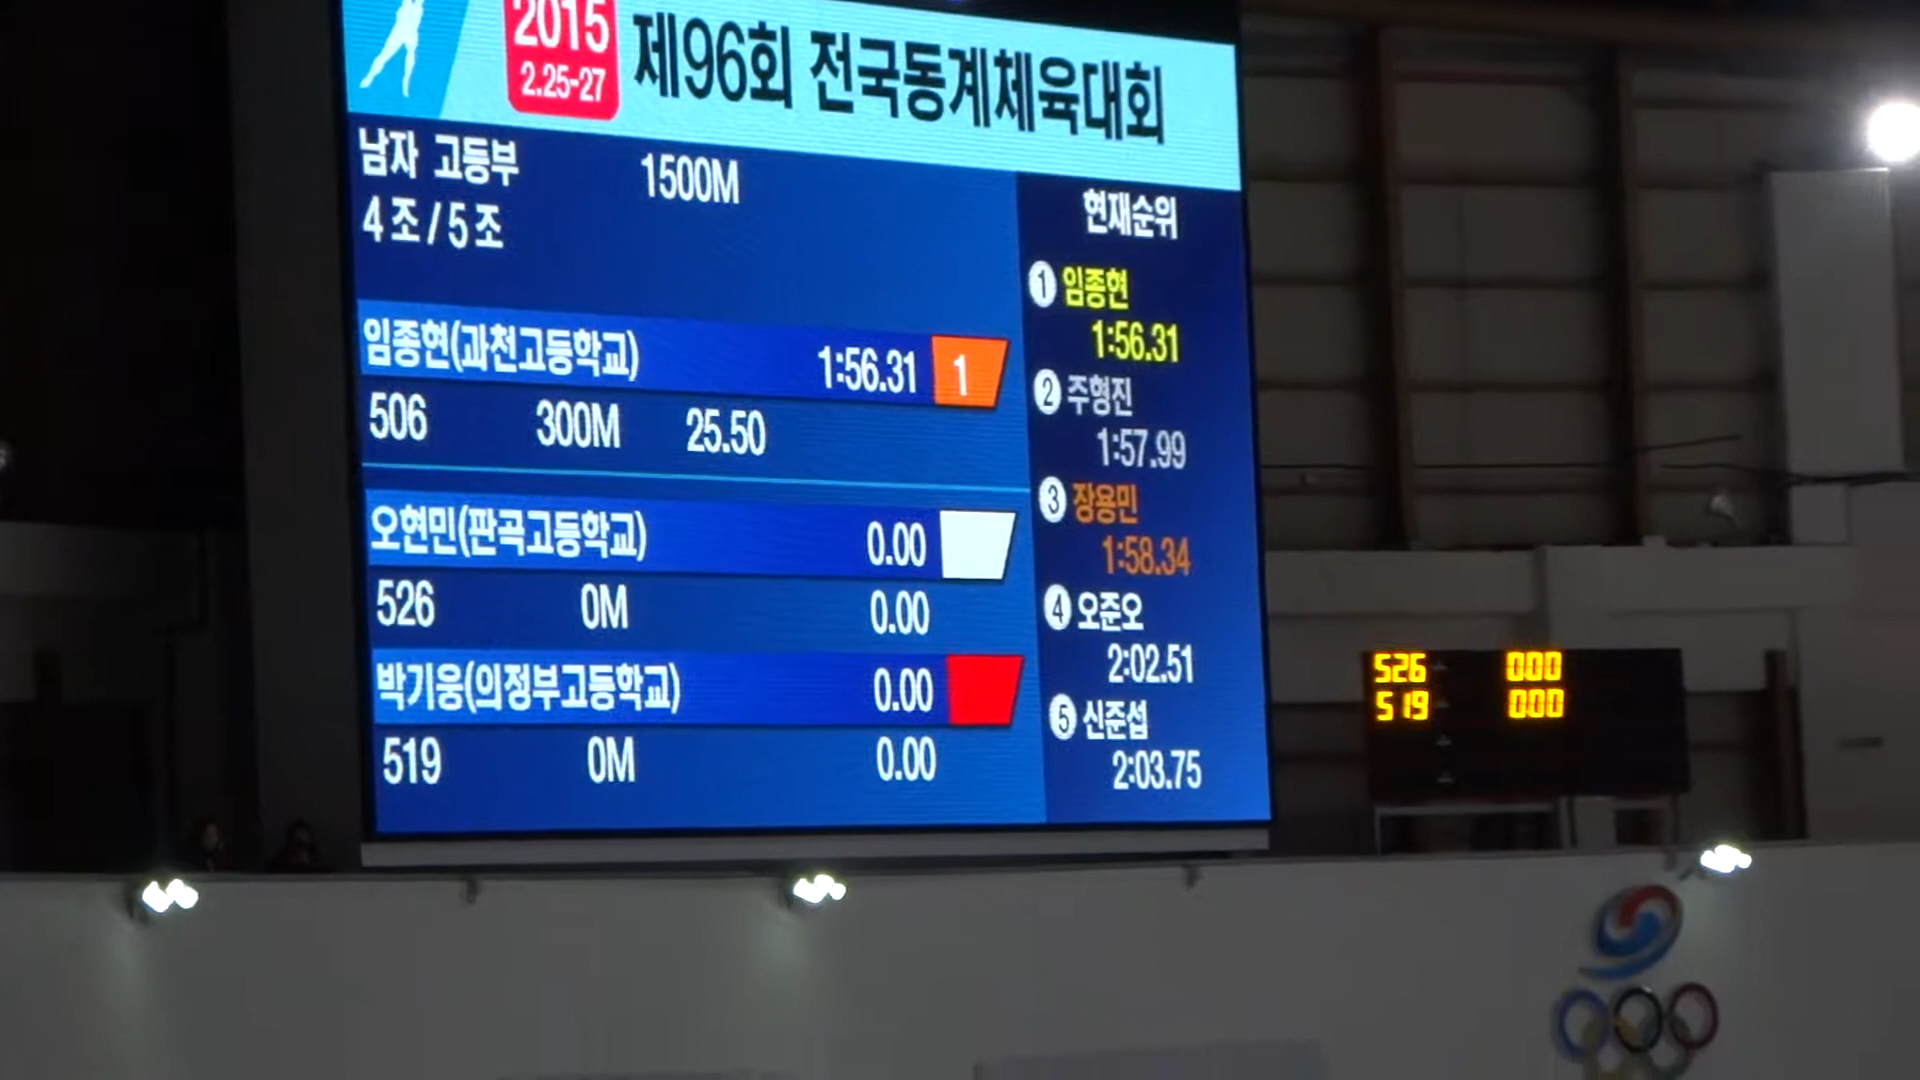 2015
2.25-27
제96회 전국동계체육대회
남자 고등부 1500M
4조/5조
임종현(과천고등학교) 1:56.31 1
506 300M 25.50
오현민(판곡고등학교) 0.00
526 0M 0.00
박기웅(의정부고등학교) 0.00
519 0M 0.00
현재순위
1 임종현
1:56.31
2 주형진
1:57.99
3 장용민
1:58.34
4 오준오
2:02.51
5 신준섭
2:03.75
526 0.00
519 0.00